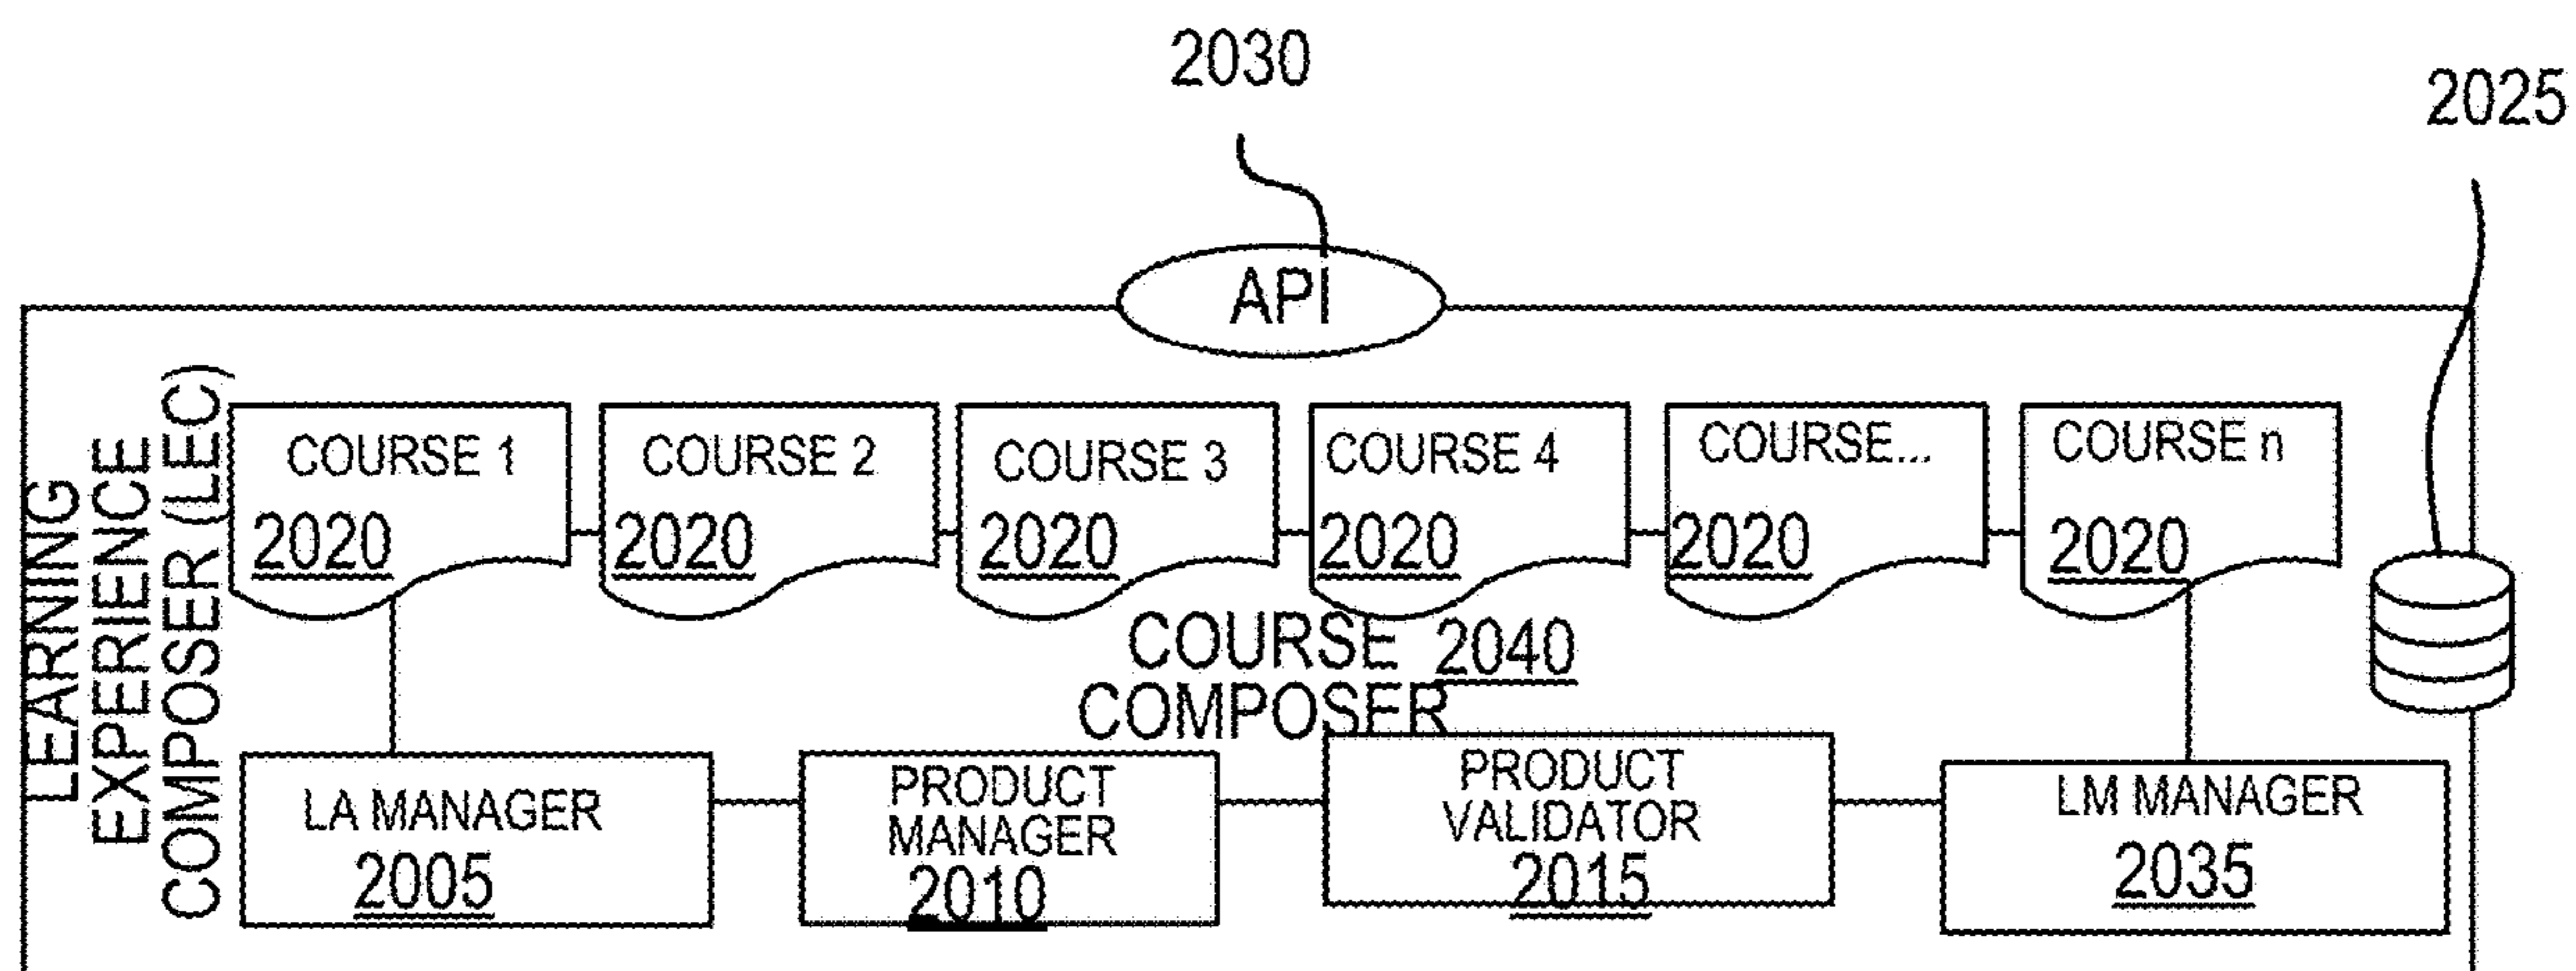 2030
2025
API
LEARNING
EXPERIENCE
COMPOSER (LEC)
COURSE 1
2020
COURSE 2
2020
COURSE 3
2020
COURSE 4
2020
COURSE...
2020
COURSE n
2020
COURSE 2040
COMPOSER
LA MANAGER
2005
PRODUCT
MANAGER
2010
PRODUCT
VALIDATOR
2015
LM MANAGER
2035